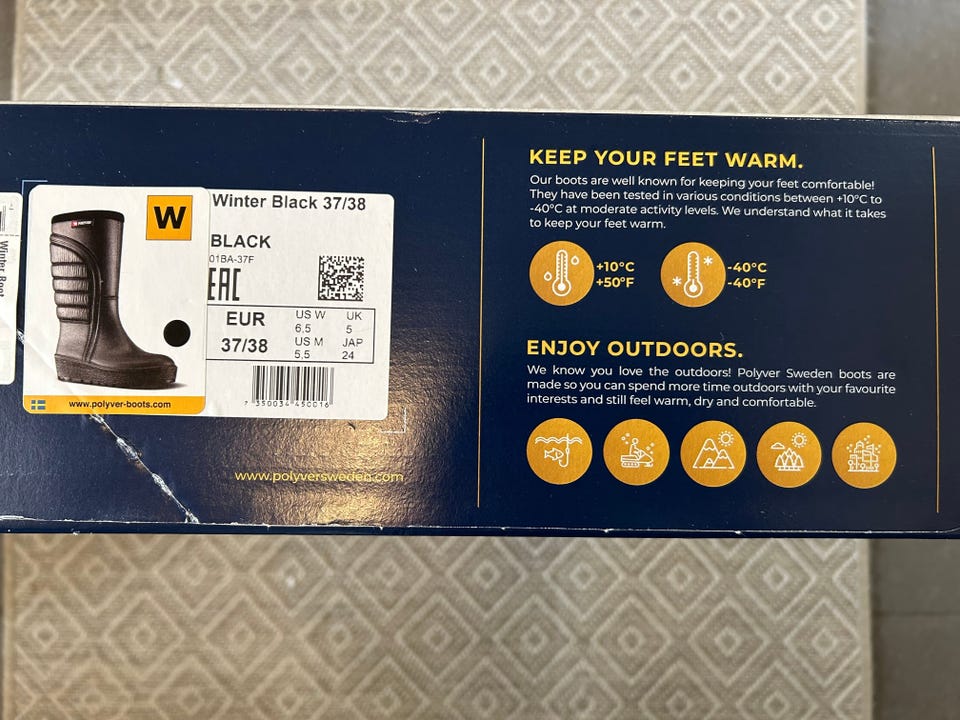 Winter Boot
W
www.polyver-boots.com
Winter Black 37/38
BLACK
01BA-37F
EAC
EUR
37/38
US W
6,5
US M
5,5
UK
5
JAP
24
7 350034 450016
www.polyversweden.com
KEEP YOUR FEET WARM.
Our boots are well known for keeping your feet comfortable!
They have been tested in various conditions between +10°C to
-40°C at moderate activity levels. We understand what it takes
to keep your feet warm.
+10°C
+50°F
-40°C
-40°F
ENJOY OUTDOORS.
We know you love the outdoors! Polyver Sweden boots are
made so you can spend more time outdoors with your favourite
interests and still feel warm, dry and comfortable.